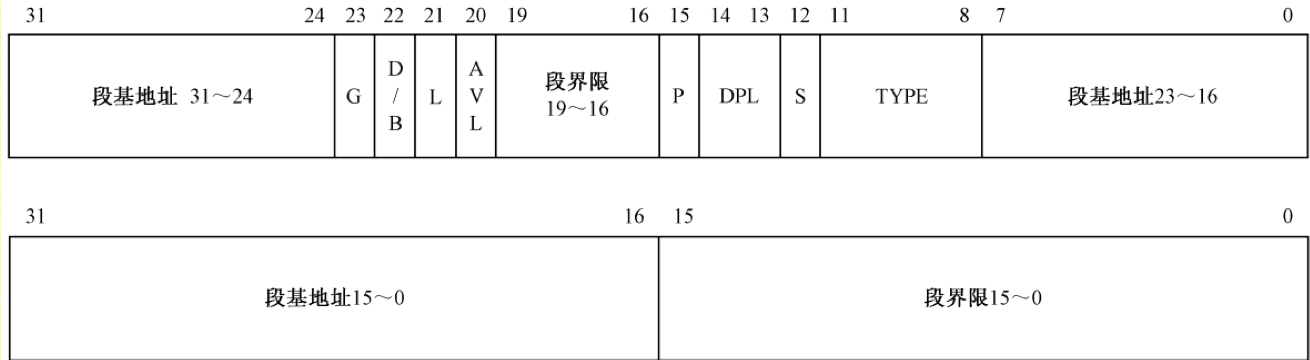 31 24 23 22 21 20 19 16 15 14 13 12 11 8 7 0
段基地址 31～24 G D/B L AVL 段界限 19～16 P DPL S TYPE 段基地址23～16
31 16 15 0
段基地址15～0 段界限15～0